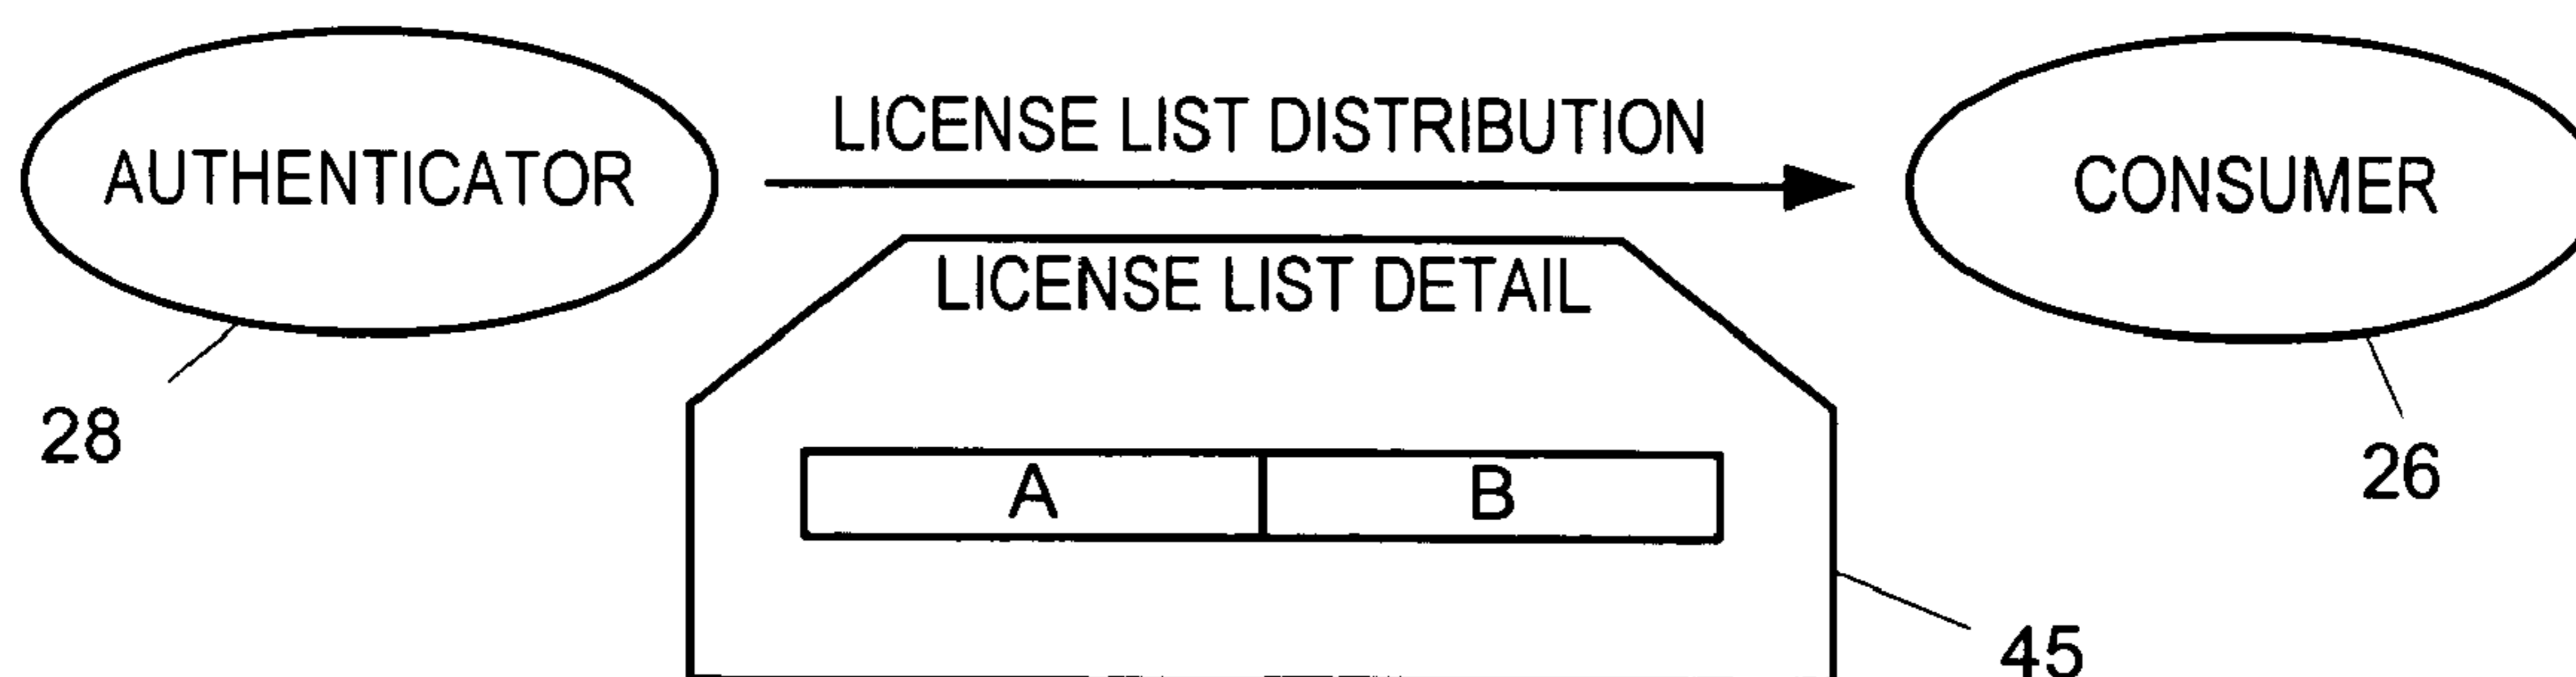 LICENSE LIST DISTRIBUTION
AUTHENTICATOR
CONSUMER
LICENSE LIST DETAIL
28
A B
26
45